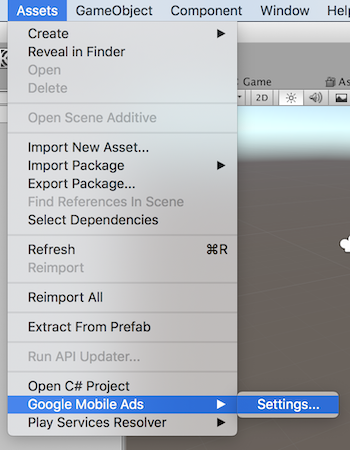 Assets GameObject Component Window Help
Create
Reveal in Finder
Open
Delete
Game
2D
Open Scene Additive
Import New Asset...
Import Package
Export Package...
Find References In Scene
Select Dependencies
Refresh ⌘R
Reimport
Reimport All
Extract From Prefab
Run API Updater...
Open C# Project
Google Mobile Ads Settings...
Play Services Resolver